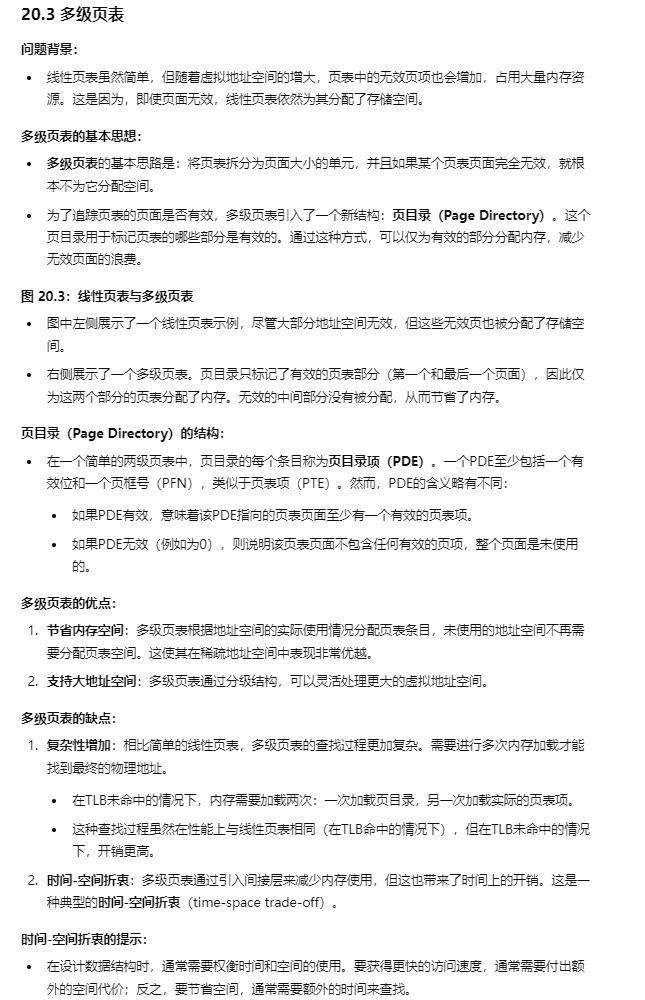 20.3 多级页表
问题背景：
线性页表虽然简单，但随着虚拟地址空间的增大，页表中的无效页项也会增加，占用大量内存资
源。这是因为，即使页面无效，线性页表依然为其分配了存储空间。
多级页表的基本思想：
多级页表的基本思路是：将页表拆分为页面大小的单元，并且如果某个页表页面完全无效，就根
本不为它分配空间。
为了追踪页表的页面是否有效，多级页表引入了一个新结构：页目录（Page Directory）。这个
页目录用于标记页表的哪些部分是有效的。通过这种方式，可以仅为有效的部分分配内存，减少
无效页面的浪费。
图 20.3：线性页表与多级页表
图中左侧展示了一个线性页表示例，尽管大部分地址空间无效，但这些无效页也被分配了存储空
间。
右侧展示了一个多级页表。页目录只标记了有效的页表部分（第一个和最后一个页面），因此仅
为这两个部分的页表分配了内存。无效的中间部分没有被分配，从而节省了内存。
页目录（Page Directory）的结构：
在一个简单的两级页表中，页目录的每个条目称为页目录项（PDE）。一个PDE至少包括一个有
效位和一个页框号（PFN），类似于页表项（PTE）。然而，PDE的含义略有不同：
如果PDE有效，意味着该PDE指向的页表页面至少有一个有效的页表项。
如果PDE无效（例如为0），则说明该页表页面不包含任何有效的页项，整个页面是未使用
的。
多级页表的优点：
1. 节省内存空间：多级页表根据地址空间的实际使用情况分配页表条目，未使用的地址空间不再需
要分配页表空间。这使其在稀疏地址空间中表现非常优越。
2. 支持大地址空间：多级页表通过分级结构，可以灵活处理更大的虚拟地址空间。
多级页表的缺点：
1. 复杂性增加：相比简单的线性页表，多级页表的查找过程更加复杂。需要进行多次内存加载才能
找到最终的物理地址。
在TLB未命中的情况下，内存需要加载两次：一次加载页目录，另一次加载实际的页表项。
这种查找过程虽然在性能上与线性页表相同（在TLB命中的情况下），但在TLB未命中的情况
下，开销更高。
2. 时间-空间折衷：多级页表通过引入间接层来减少内存使用，但这也带来了时间上的开销。这是一
种典型的时间-空间折衷（time-space trade-off）。
时间-空间折衷的提示：
在设计数据结构时，通常需要权衡时间和空间的使用。要获得更快的访问速度，通常需要付出额
外的空间代价；反之，要节省空间，通常需要额外的时间来查找。